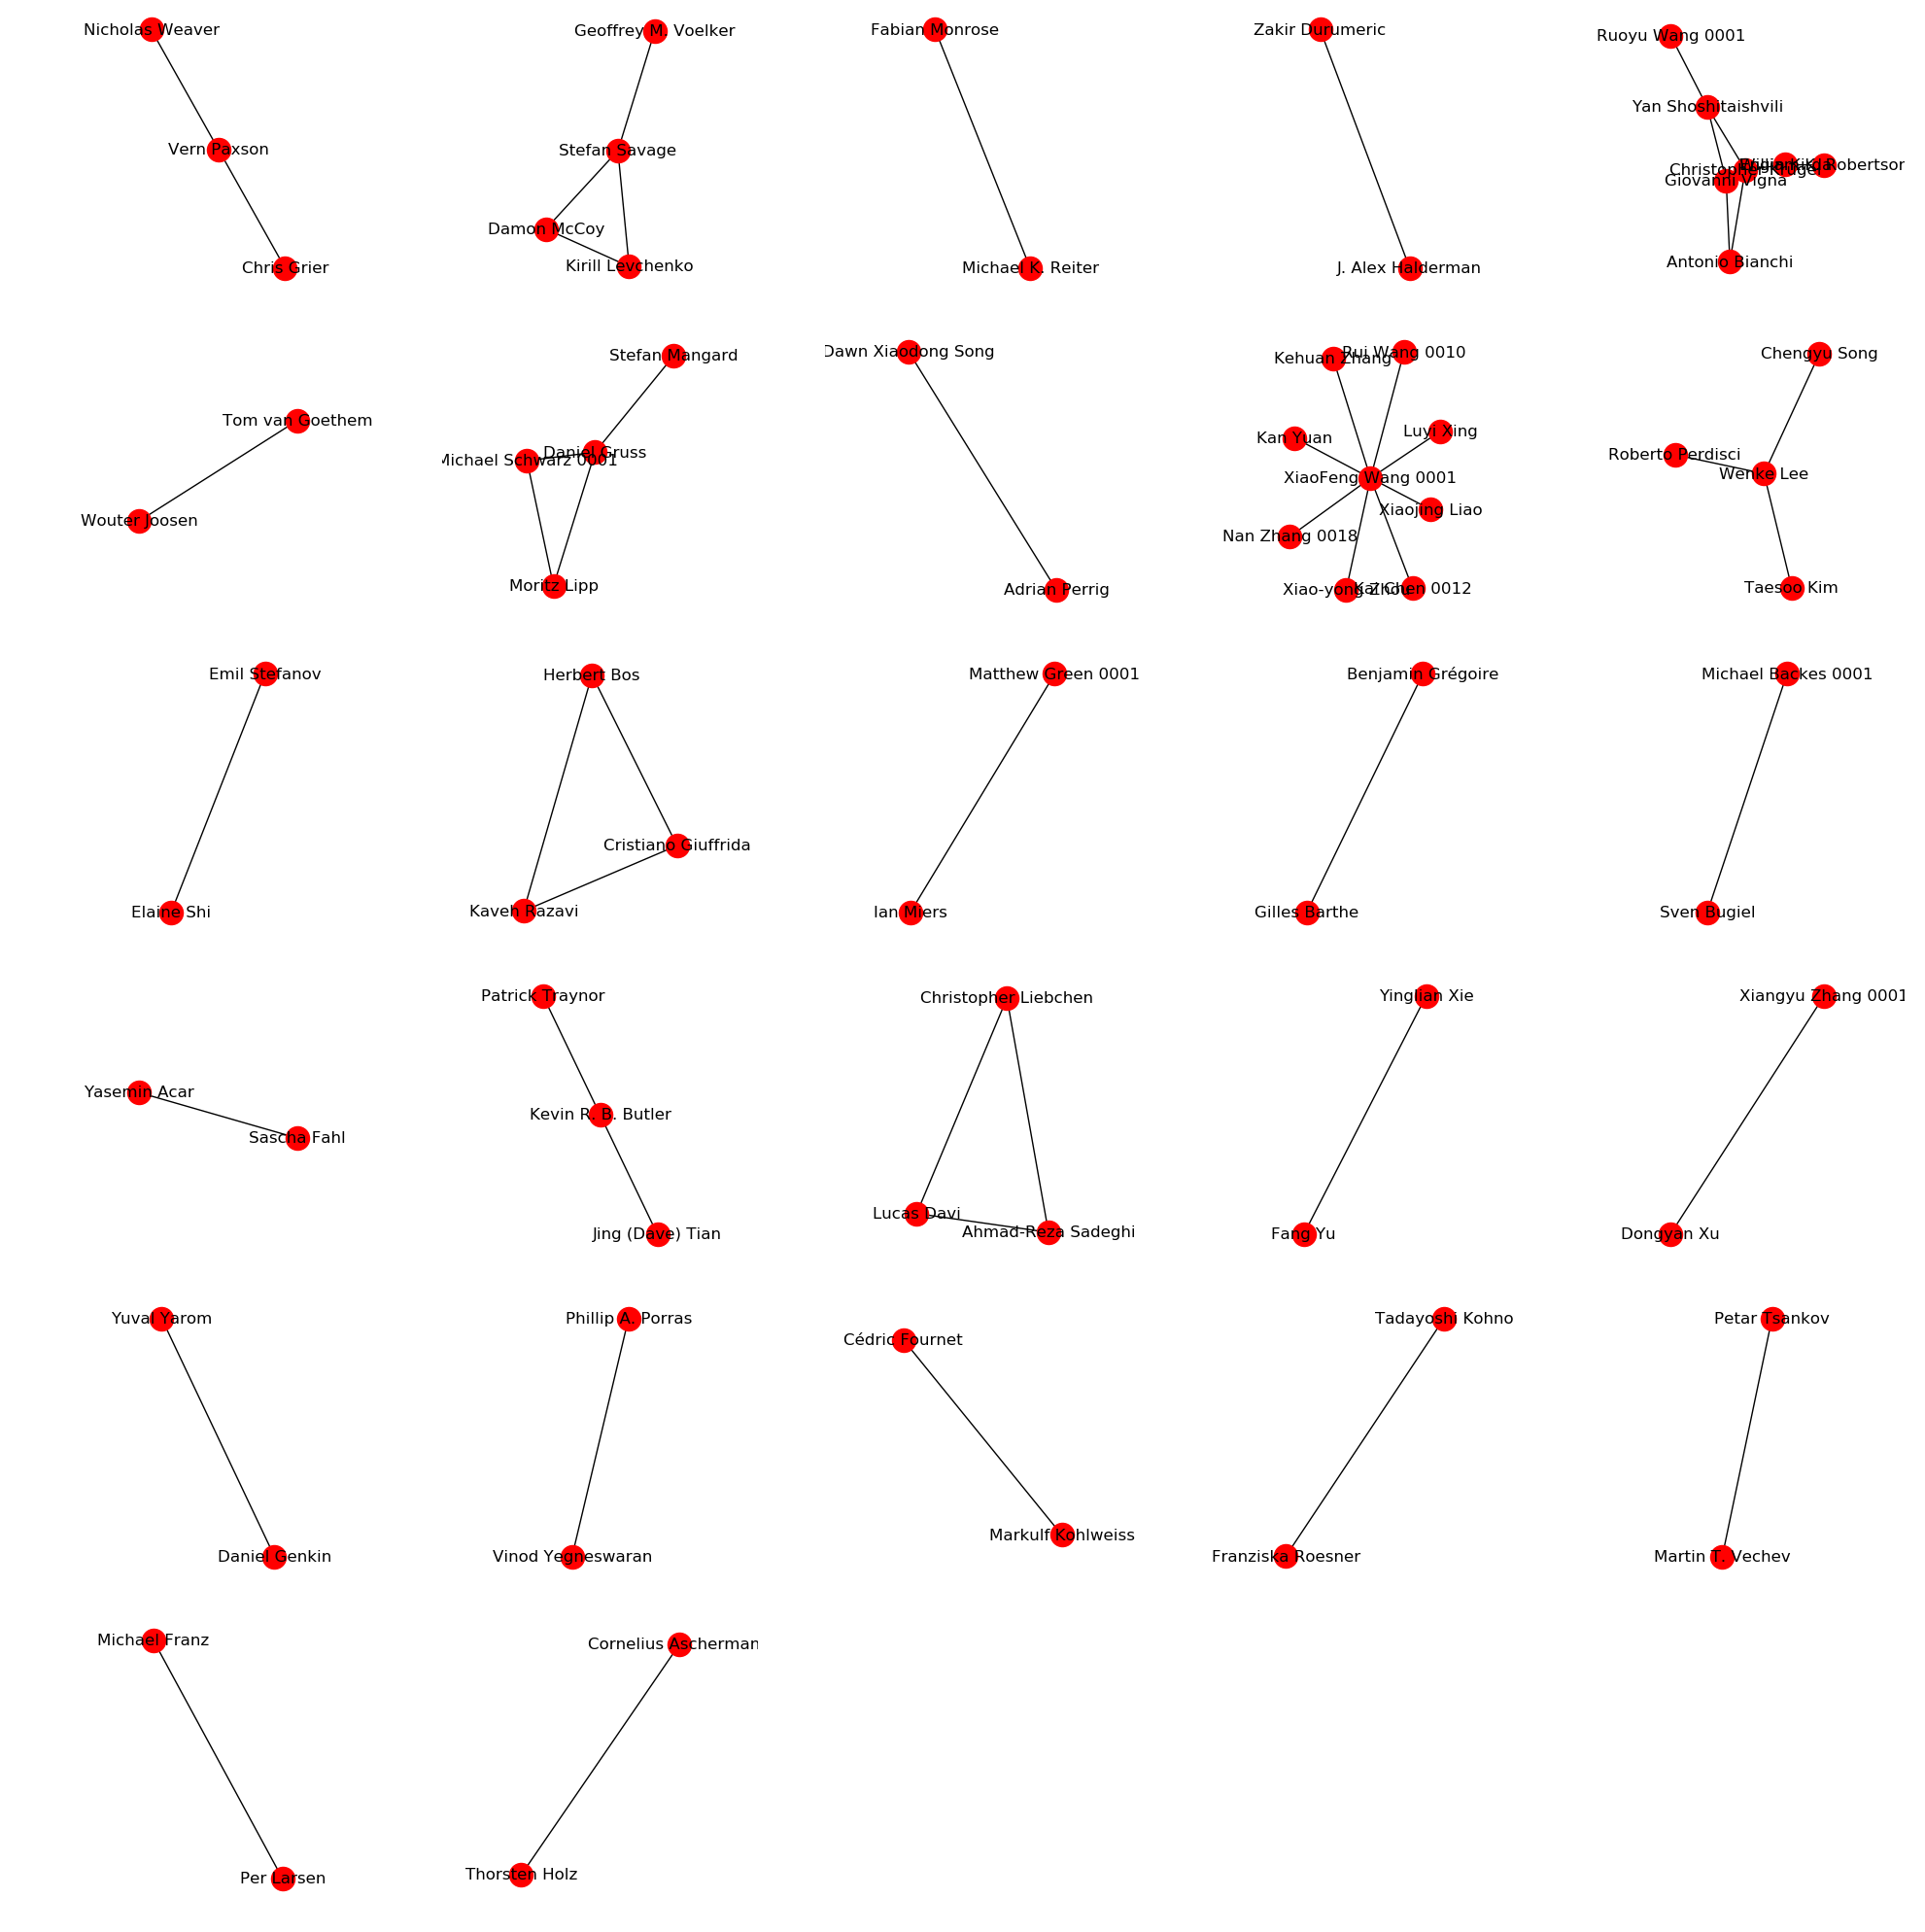 Nicholas Weaver
Vern Paxson
Chris Grier
Geoffrey M. Voelker
Stefan Savage
Damon McCoy
Kirill Levchenko
Fabian Monrose
Michael K. Reiter
Zakir Durumeric
J. Alex Halderman
Ruoyu Wang 0001
Yan Shoshitaishvili
Christopher Kruegel
Robertson
Giovanni Vigna
Antonio Bianchi
Tom van Goethem
Wouter Joosen
Stefan Mangard
Daniel Gruss
Michael Schwarz 0001
Moritz Lipp
Dawn Xiaodong Song
Adrian Perrig
Kehuan Zhang
Rui Wang 0010
Kan Yuan
Luyi Xing
XiaoFeng Wang 0001
Xiaojing Liao
Nan Zhang 0018
Xiao-yong Zhou
Kai Chen 0012
Chengyu Song
Roberto Perdisci
Wenke Lee
Taesoo Kim
Emil Stefanov
Elaine Shi
Herbert Bos
Cristiano Giuffrida
Kaveh Razavi
Matthew Green 0001
Ian Miers
Benjamin Grégoire
Gilles Barthe
Michael Backes 0001
Sven Bugiel
Yasemin Acar
Sascha Fahl
Patrick Traynor
Kevin R. B. Butler
Jing (Dave) Tian
Christopher Liebchen
Lucas Davi
Ahmad-Reza Sadeghi
Yinglian Xie
Fang Yu
Xiangyu Zhang 0001
Dongyan Xu
Yuval Yarom
Daniel Genkin
Phillip A. Porras
Vinod Yegneswaran
Cédric Fournet
Markulf Kohlweiss
Tadayoshi Kohno
Franziska Roesner
Petar Tsankov
Martin T. Vechev
Michael Franz
Per Larsen
Cornelius Ascherman
Thorsten Holz